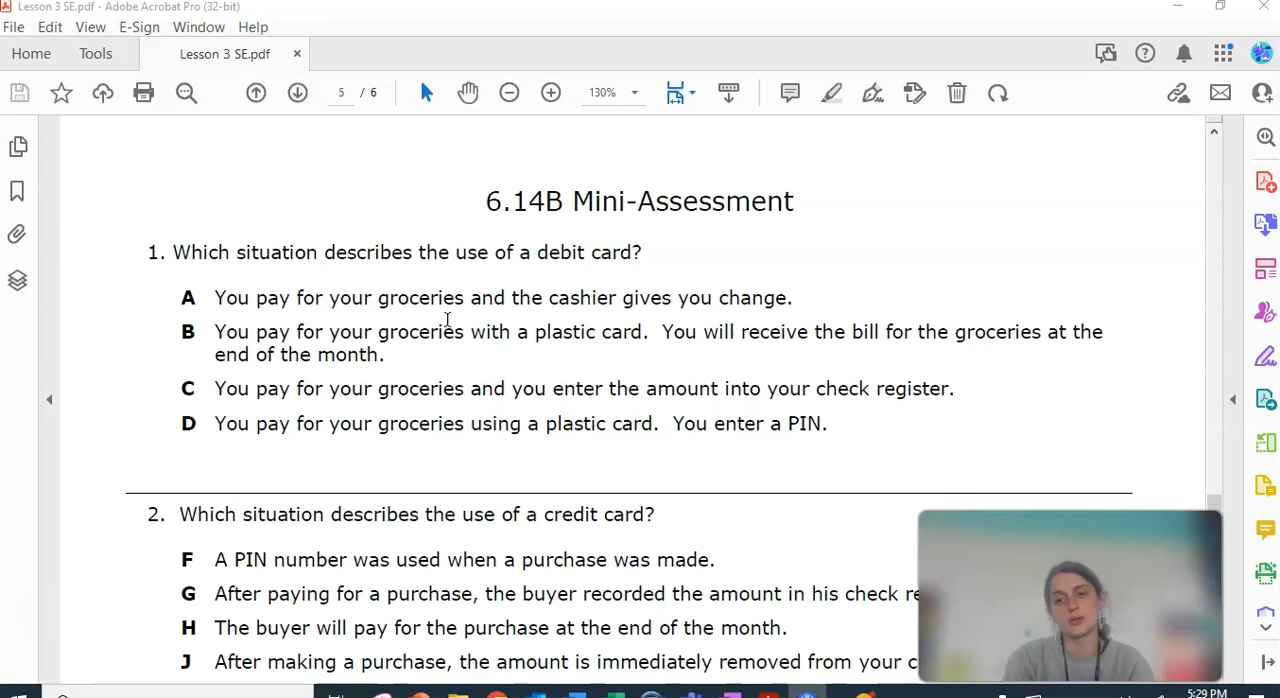 Lesson 3 SE.pdf - Adobe Acrobat Pro (32-bit)
File Edit View E-Sign Window Help
Home Tools Lesson 3 SE.pdf ×
5 / 6 130%
6.14B Mini-Assessment
1. Which situation describes the use of a debit card?
A You pay for your groceries and the cashier gives you change.
B You pay for your groceries with a plastic card. You will receive the bill for the groceries at the
end of the month.
C You pay for your groceries and you enter the amount into your check register.
D You pay for your groceries using a plastic card. You enter a PIN.
2. Which situation describes the use of a credit card?
F A PIN number was used when a purchase was made.
G After paying for a purchase, the buyer recorded the amount in his check re
H The buyer will pay for the purchase at the end of the month.
J After making a purchase, the amount is immediately removed from your c
5:29 PM